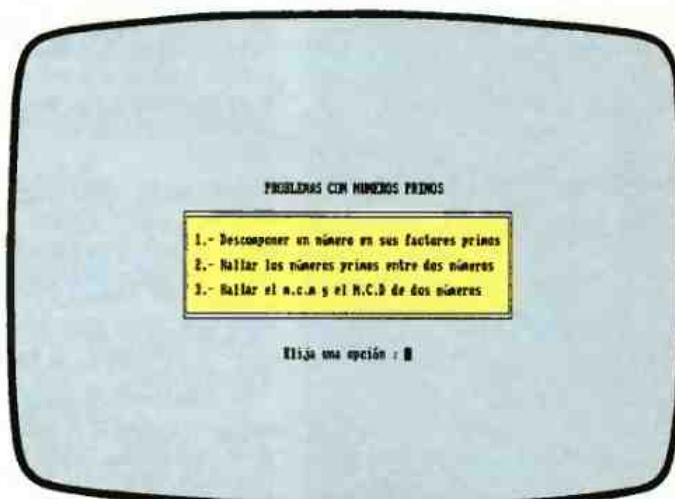 PROBLEMAS CON NUMEROS PRIMOS
1.- Descomponer un número en sus factores primos
2.- Hallar los números primos entre dos números
3.- Hallar el m.c.m y el M.C.D de dos números
Elija una opción :